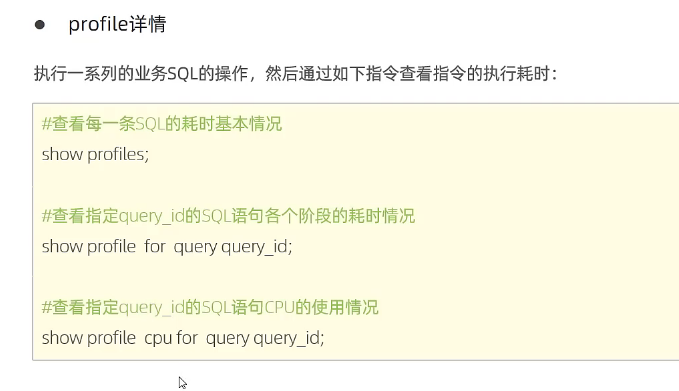 ● profile详情
执行一系列的业务SQL的操作，然后通过如下指令查看指令的执行耗时：
#查看每一条SQL的耗时基本情况
show profiles;
#查看指定query_id的SQL语句各个阶段的耗时情况
show profile for query query_id;
#查看指定query_id的SQL语句CPU的使用情况
show profile cpu for query query_id;